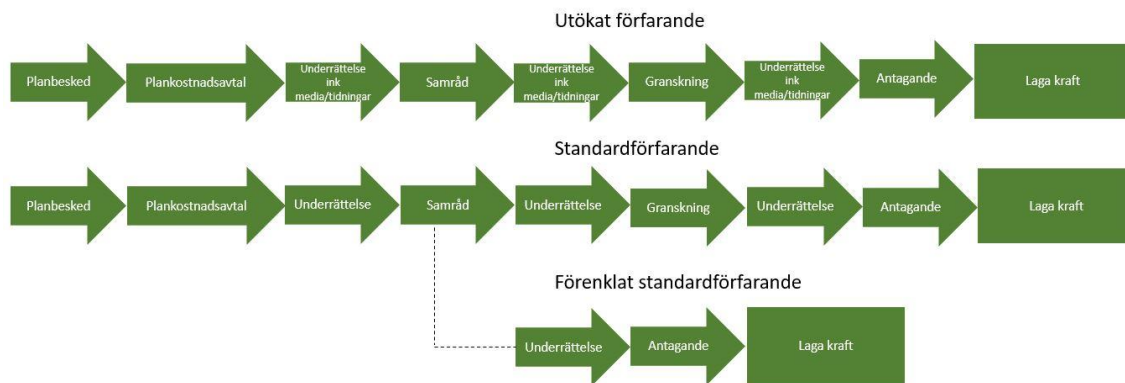 Utökat förfarande
Planbesked
Plankostnadsavtal
Underrättelse
ink
media/tidningar
Samråd
Underrättelse
ink
media/tidningar
Granskning
Underrättelse
ink
media/tidningar
Antagande
Laga kraft
Standardförfarande
Planbesked
Plankostnadsavtal
Underrättelse
Samråd
Underrättelse
Granskning
Underrättelse
Antagande
Laga kraft
Förenklat standardförfarande
Underrättelse
Antagande
Laga kraft